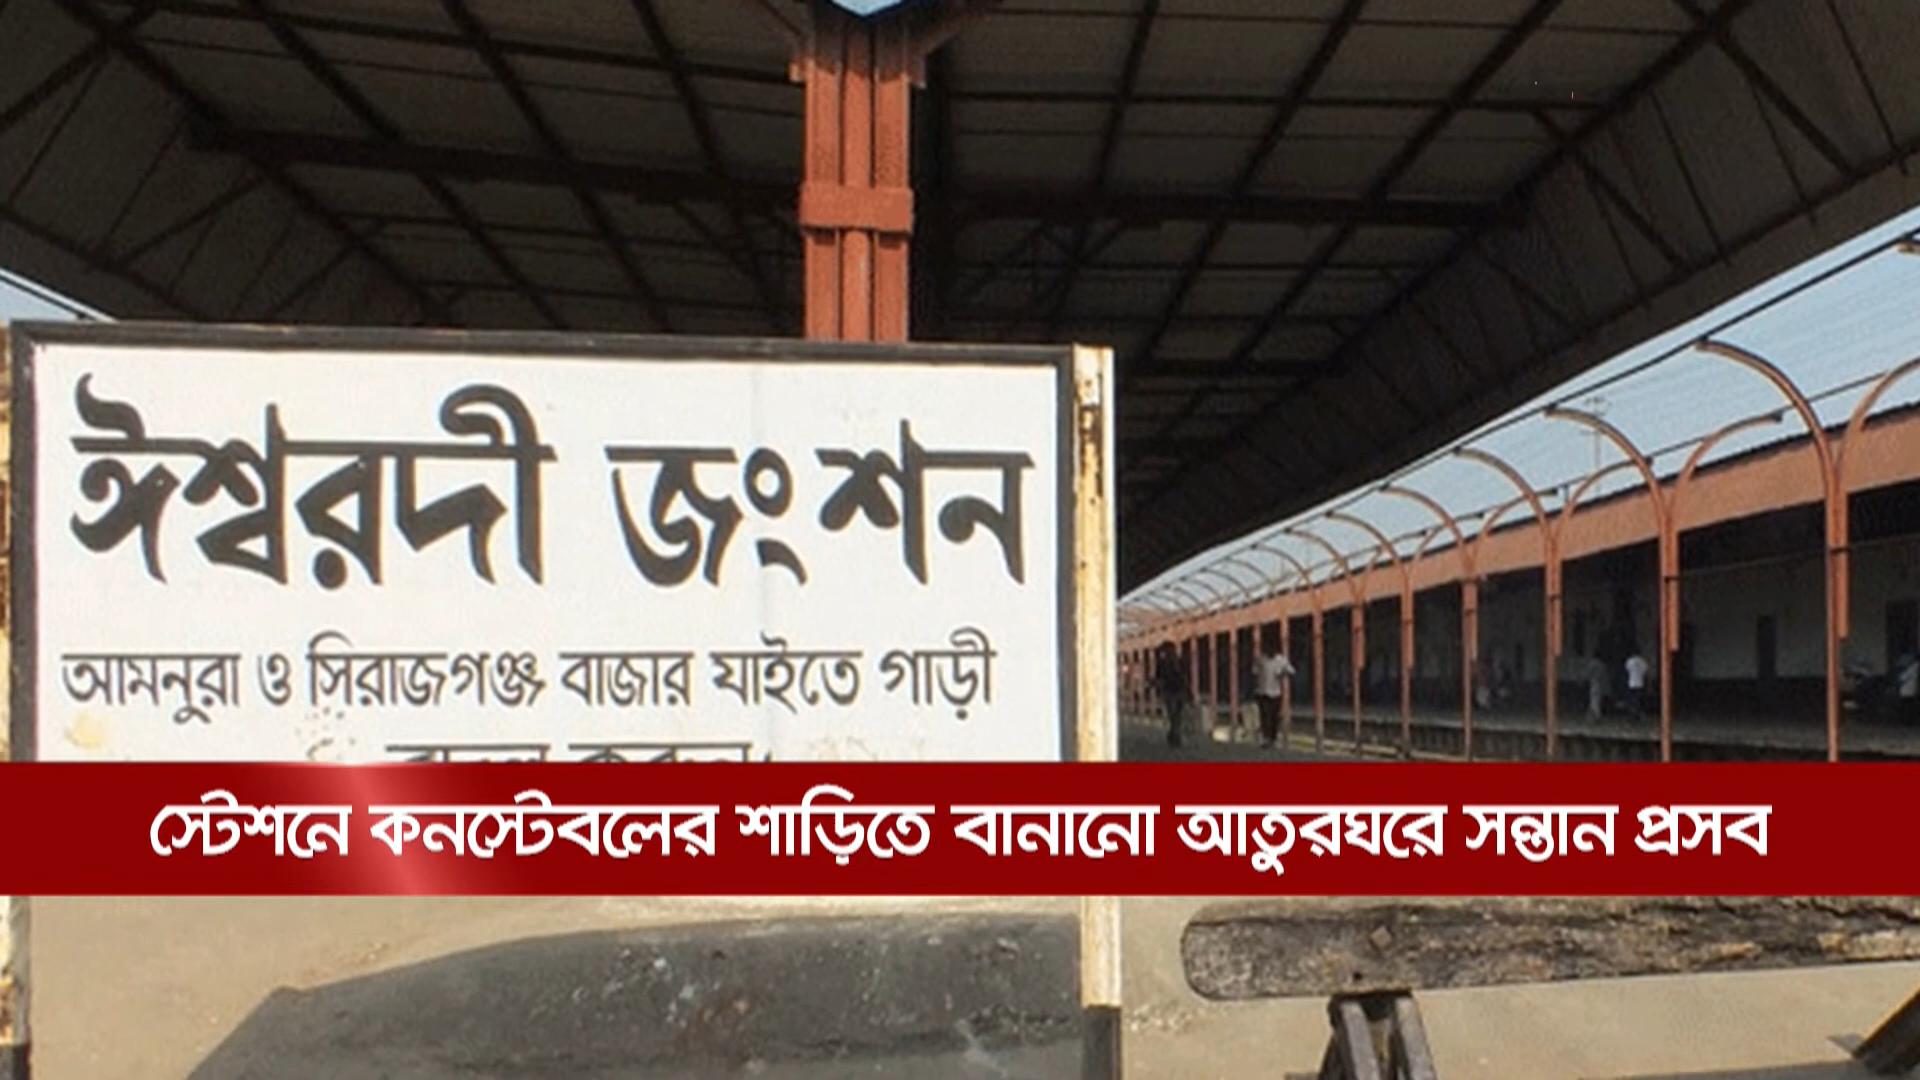 ঈশ্বরদী জংশন
আমনুরা ও সিরাজগঞ্জ বাজার যাইতে গাড়ী
স্টেশনে কনস্টেবলের শাড়িতে বানানো আতুরঘরে সন্তান প্রসব